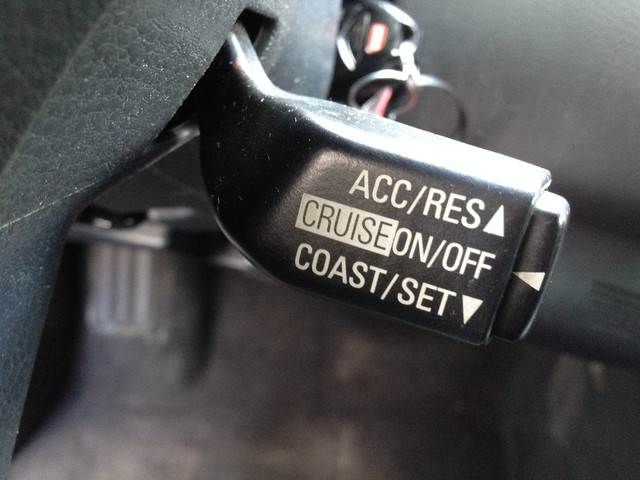 ACC/RES▲
CRUISE ON/OFF
COAST/SET▼